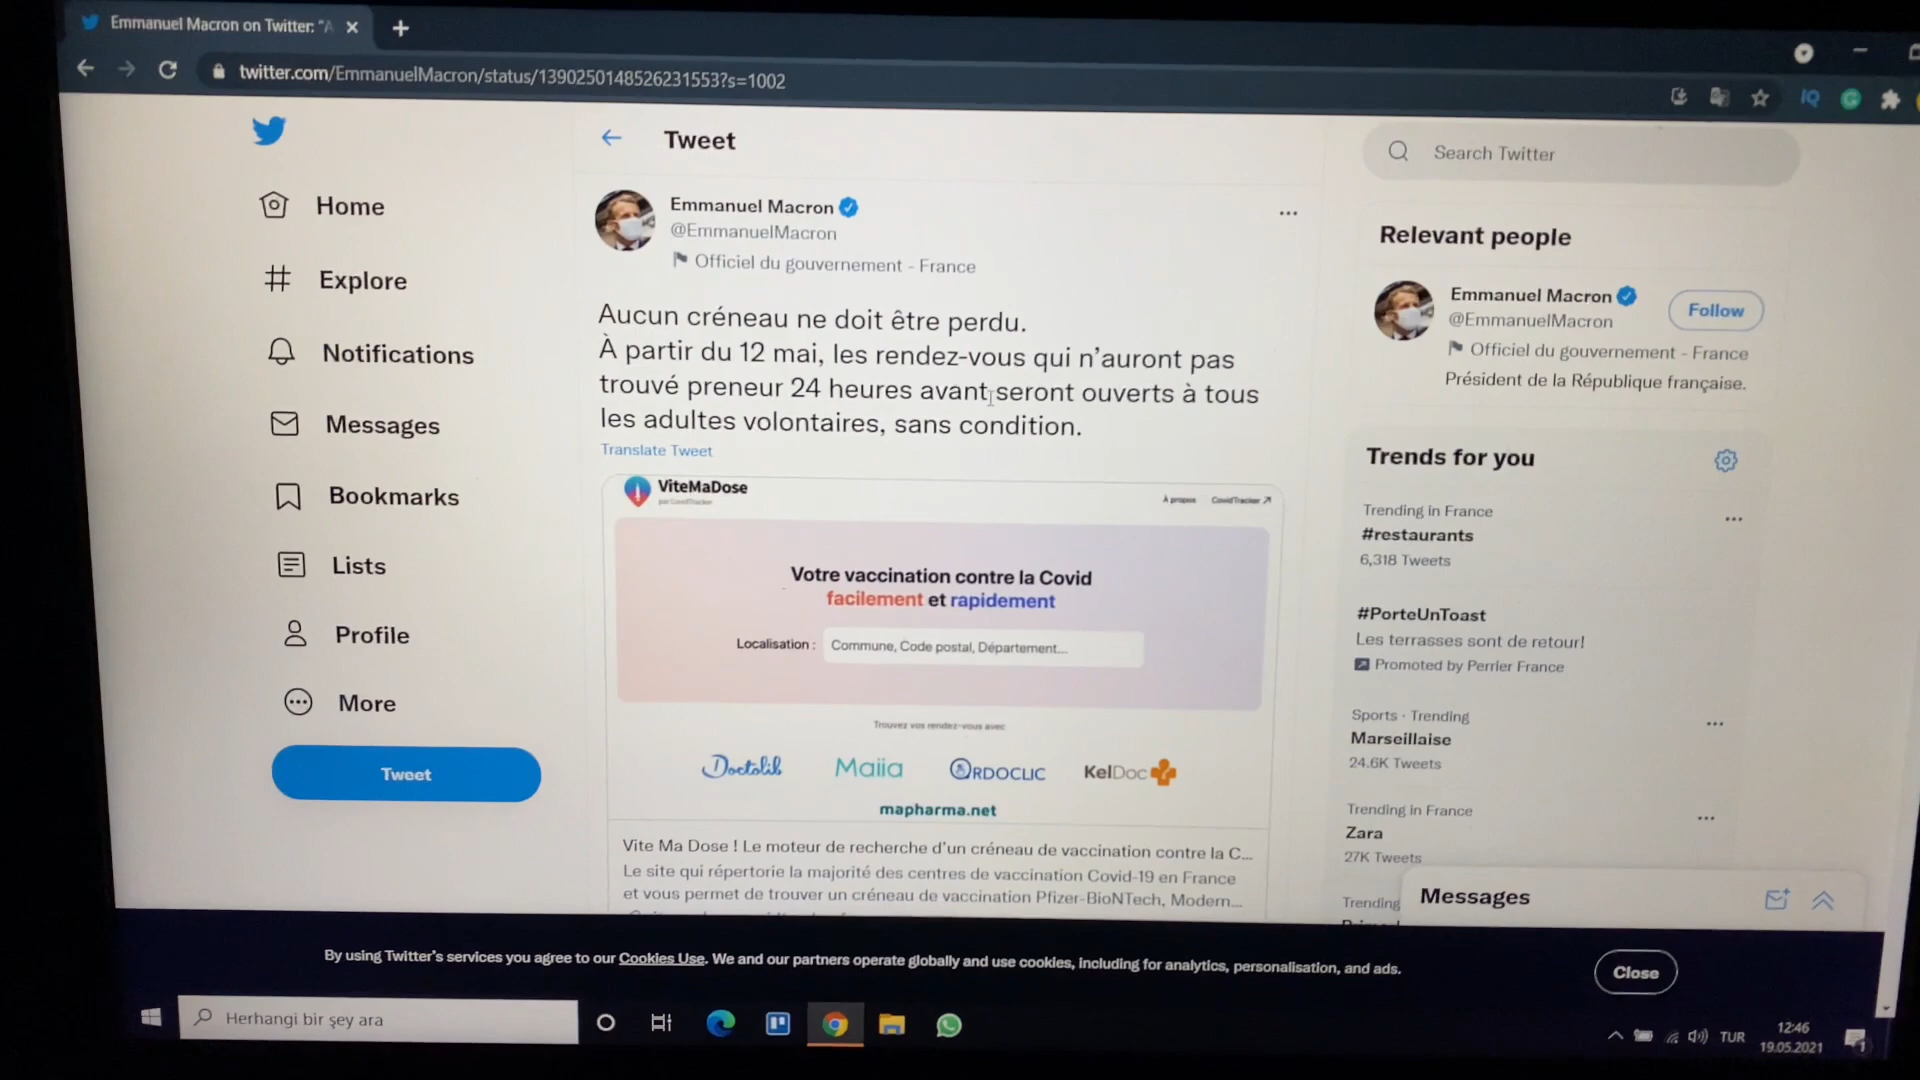 Emmanuel Macron on Twitter: "A
twitter.com/EmmanuelMacron/status/1390250148526231553?s=1002
Home
Explore
Notifications
Messages
Bookmarks
Lists
Profile
More
Tweet
Tweet
Emmanuel Macron
@EmmanuelMacron
Officiel du gouvernement - France
Aucun créneau ne doit être perdu.
À partir du 12 mai, les rendez-vous qui n'auront pas
trouvé preneur 24 heures avant seront ouverts à tous
les adultes volontaires, sans condition.
Translate Tweet
ViteMaDose
par CovidTracker
À propos
CovidTracker
Votre vaccination contre la Covid
facilement et rapidement
Localisation :
Commune, Code postal, Département...
Trouvez vos rendez-vous avec
Doctolib
Maiia
ORDOCLIC
KelDoc
mapharma.net
Vite Ma Dose ! Le moteur de recherche d'un créneau de vaccination contre la C...
Le site qui répertorie la majorité des centres de vaccination Covid-19 en France
et vous permet de trouver un créneau de vaccination Pfizer-BioNTech, Modern...
Search Twitter
Relevant people
Emmanuel Macron
@EmmanuelMacron
Follow
Officiel du gouvernement - France
Président de la République française.
Trends for you
Trending in France
#restaurants
6,318 Tweets
#PorteUnToast
Les terrasses sont de retour!
Promoted by Perrier France
Sports · Trending
Marseillaise
24.6K Tweets
Trending in France
Zara
27K Tweets
Trending
Messages
By using Twitter's services you agree to our Cookies Use. We and our partners operate globally and use cookies, including for analytics, personalisation, and ads.
Close
Herhangi bir şey ara
TUR
12:46
19.05.2021
1